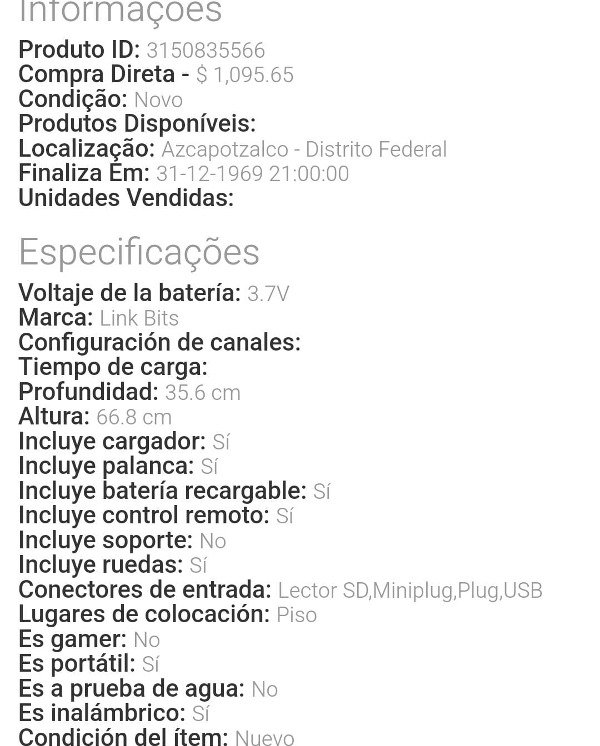 Informações
Produto ID: 3150835566
Compra Direta - $ 1,095.65
Condição: Novo
Produtos Disponíveis:
Localização: Azcapotzalco - Distrito Federal
Finaliza Em: 31-12-1969 21:00:00
Unidades Vendidas:
Especificações
Voltaje de la batería: 3.7V
Marca: Link Bits
Configuración de canales:
Tiempo de carga:
Profundidad: 35.6 cm
Altura: 66.8 cm
Incluye cargador: Sí
Incluye palanca: Sí
Incluye batería recargable: Sí
Incluye control remoto: Sí
Incluye soporte: No
Incluye ruedas: Sí
Conectores de entrada: Lector SD,Miniplug,Plug,USB
Lugares de colocación: Piso
Es gamer: No
Es portátil: Sí
Es a prueba de agua: No
Es inalámbrico: Sí
Condición del ítem: Nuevo